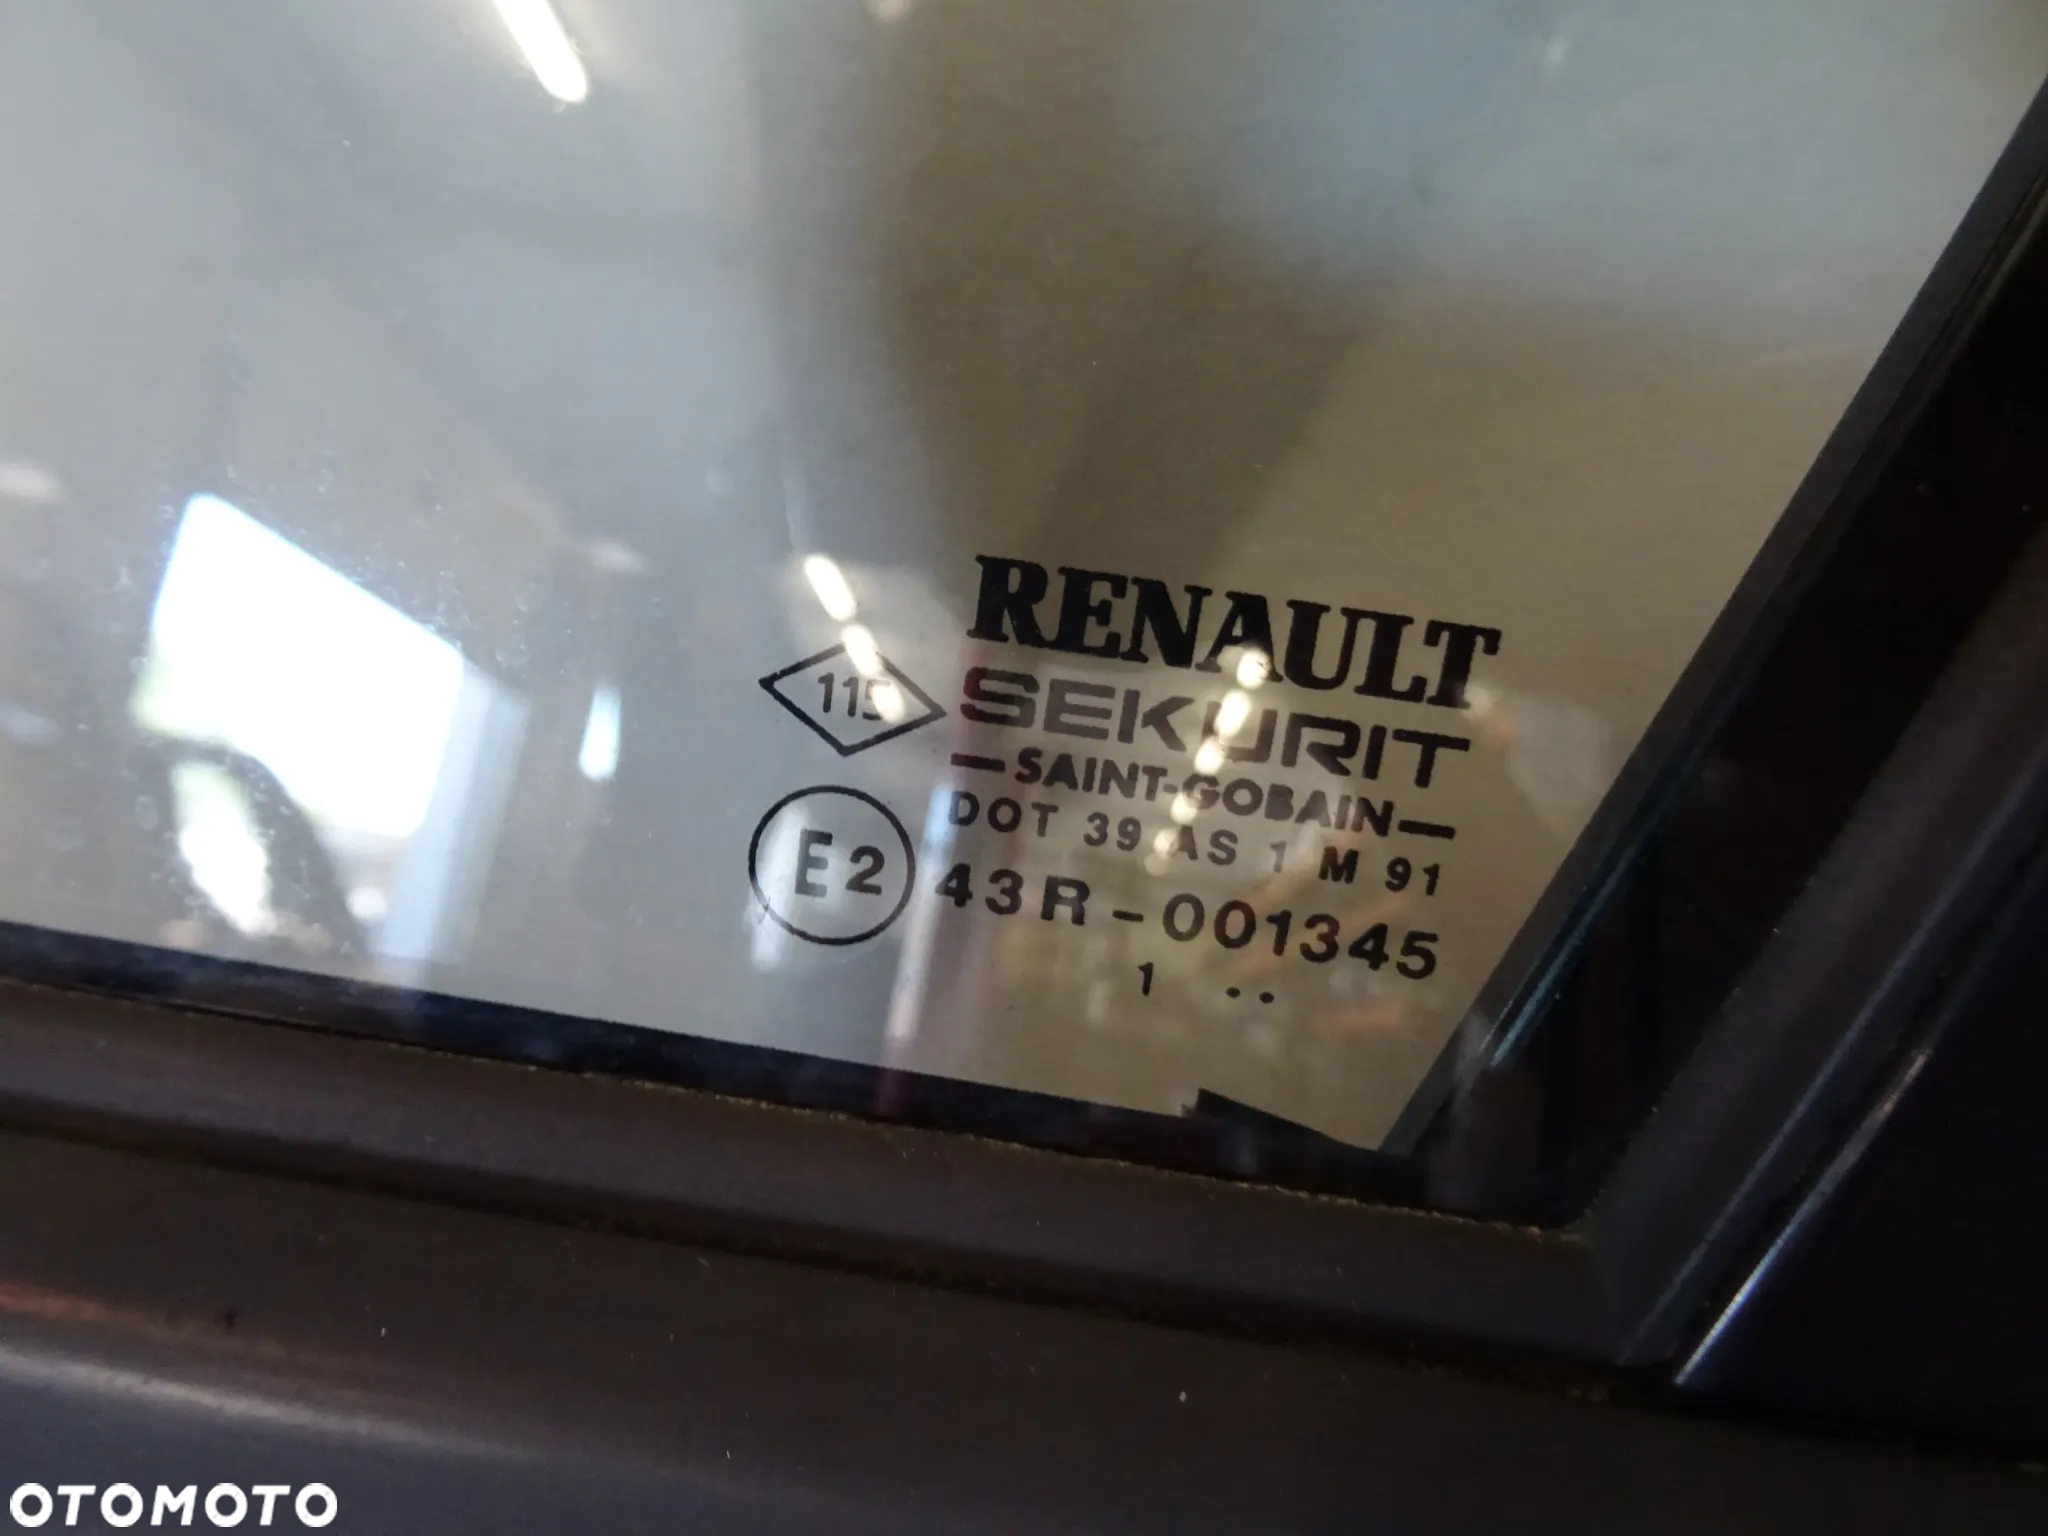 RENAULT
115
SEKURIT
—SAINT-GOBAIN—
DOT 39 AS 1 M 91
E2 43R-001345
1 ..
OTOMOTO